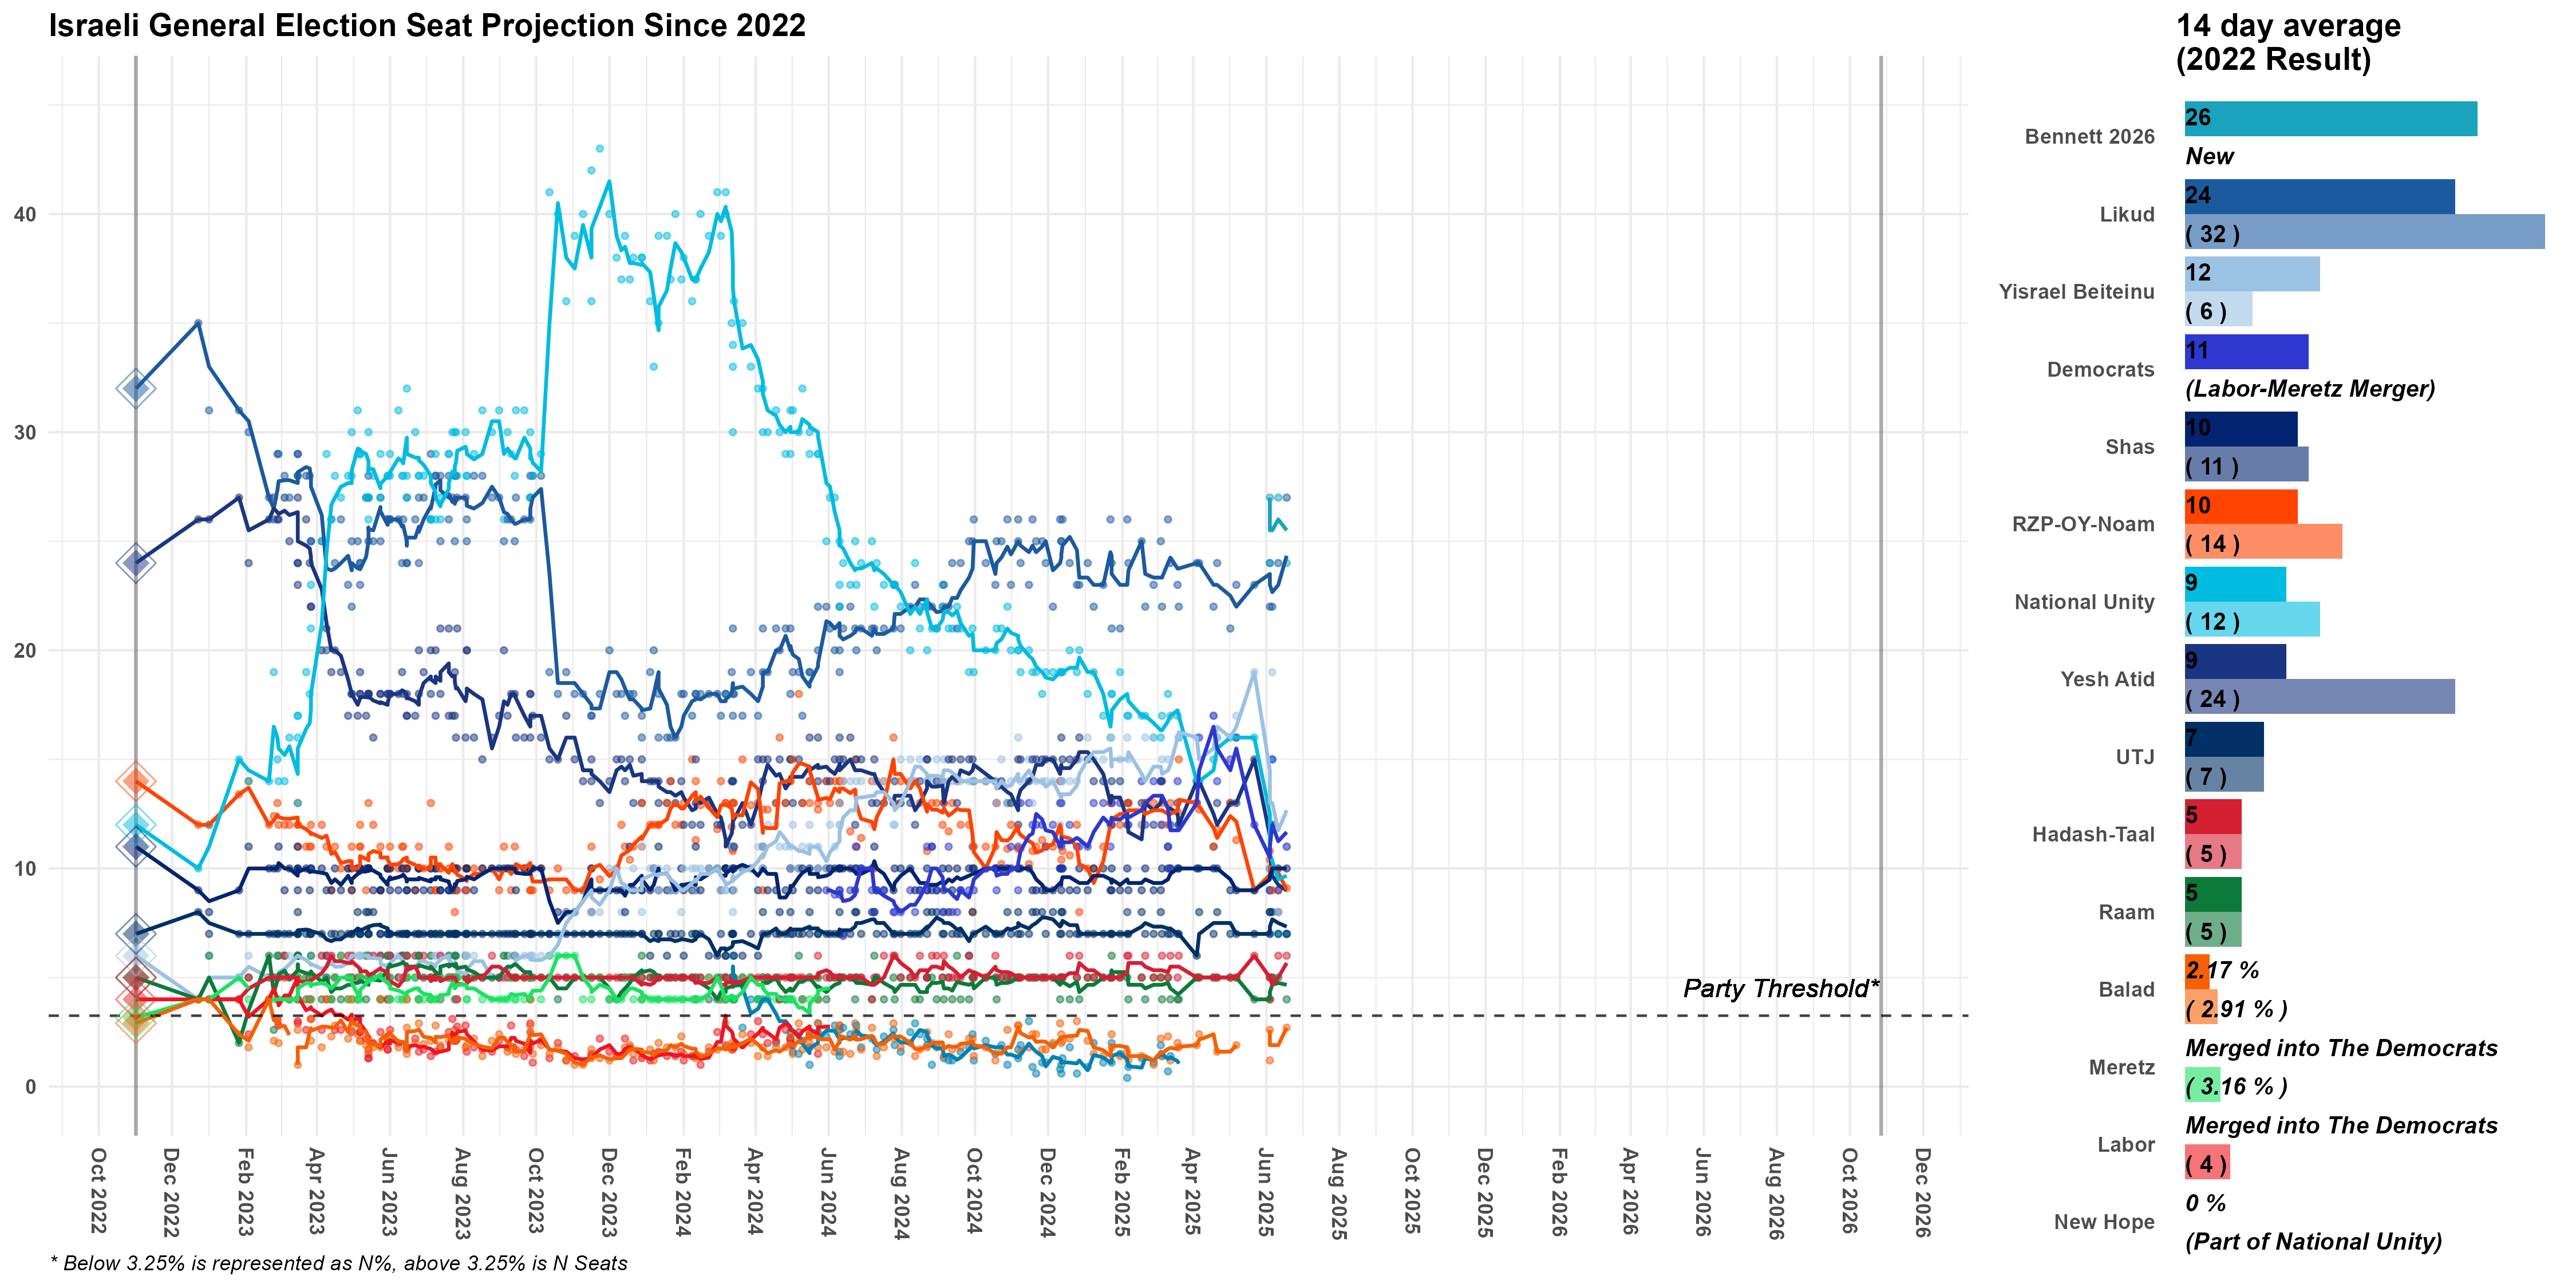 Israeli General Election Seat Projection Since 2022
14 day average
(2022 Result)
40
30
20
10
0
Party Threshold*
Oct 2022
Dec 2022
Feb 2023
Apr 2023
Jun 2023
Aug 2023
Oct 2023
Dec 2023
Feb 2024
Apr 2024
Jun 2024
Aug 2024
Oct 2024
Dec 2024
Feb 2025
Apr 2025
Jun 2025
Aug 2025
Oct 2025
Dec 2025
Feb 2026
Apr 2026
Jun 2026
Aug 2026
Oct 2026
Dec 2026
* Below 3.25% is represented as N%, above 3.25% is N Seats
Bennett 2026
26
New
Likud
24
( 32 )
Yisrael Beiteinu
12
( 6 )
Democrats
11
(Labor-Meretz Merger)
Shas
10
( 11 )
RZP-OY-Noam
10
( 14 )
National Unity
9
( 12 )
Yesh Atid
9
( 24 )
UTJ
7
( 7 )
Hadash-Taal
5
( 5 )
Raam
5
( 5 )
Balad
2.17 %
( 2.91 % )
Meretz
Merged into The Democrats
( 3.16 % )
Labor
Merged into The Democrats
( 4 )
New Hope
0 %
(Part of National Unity)